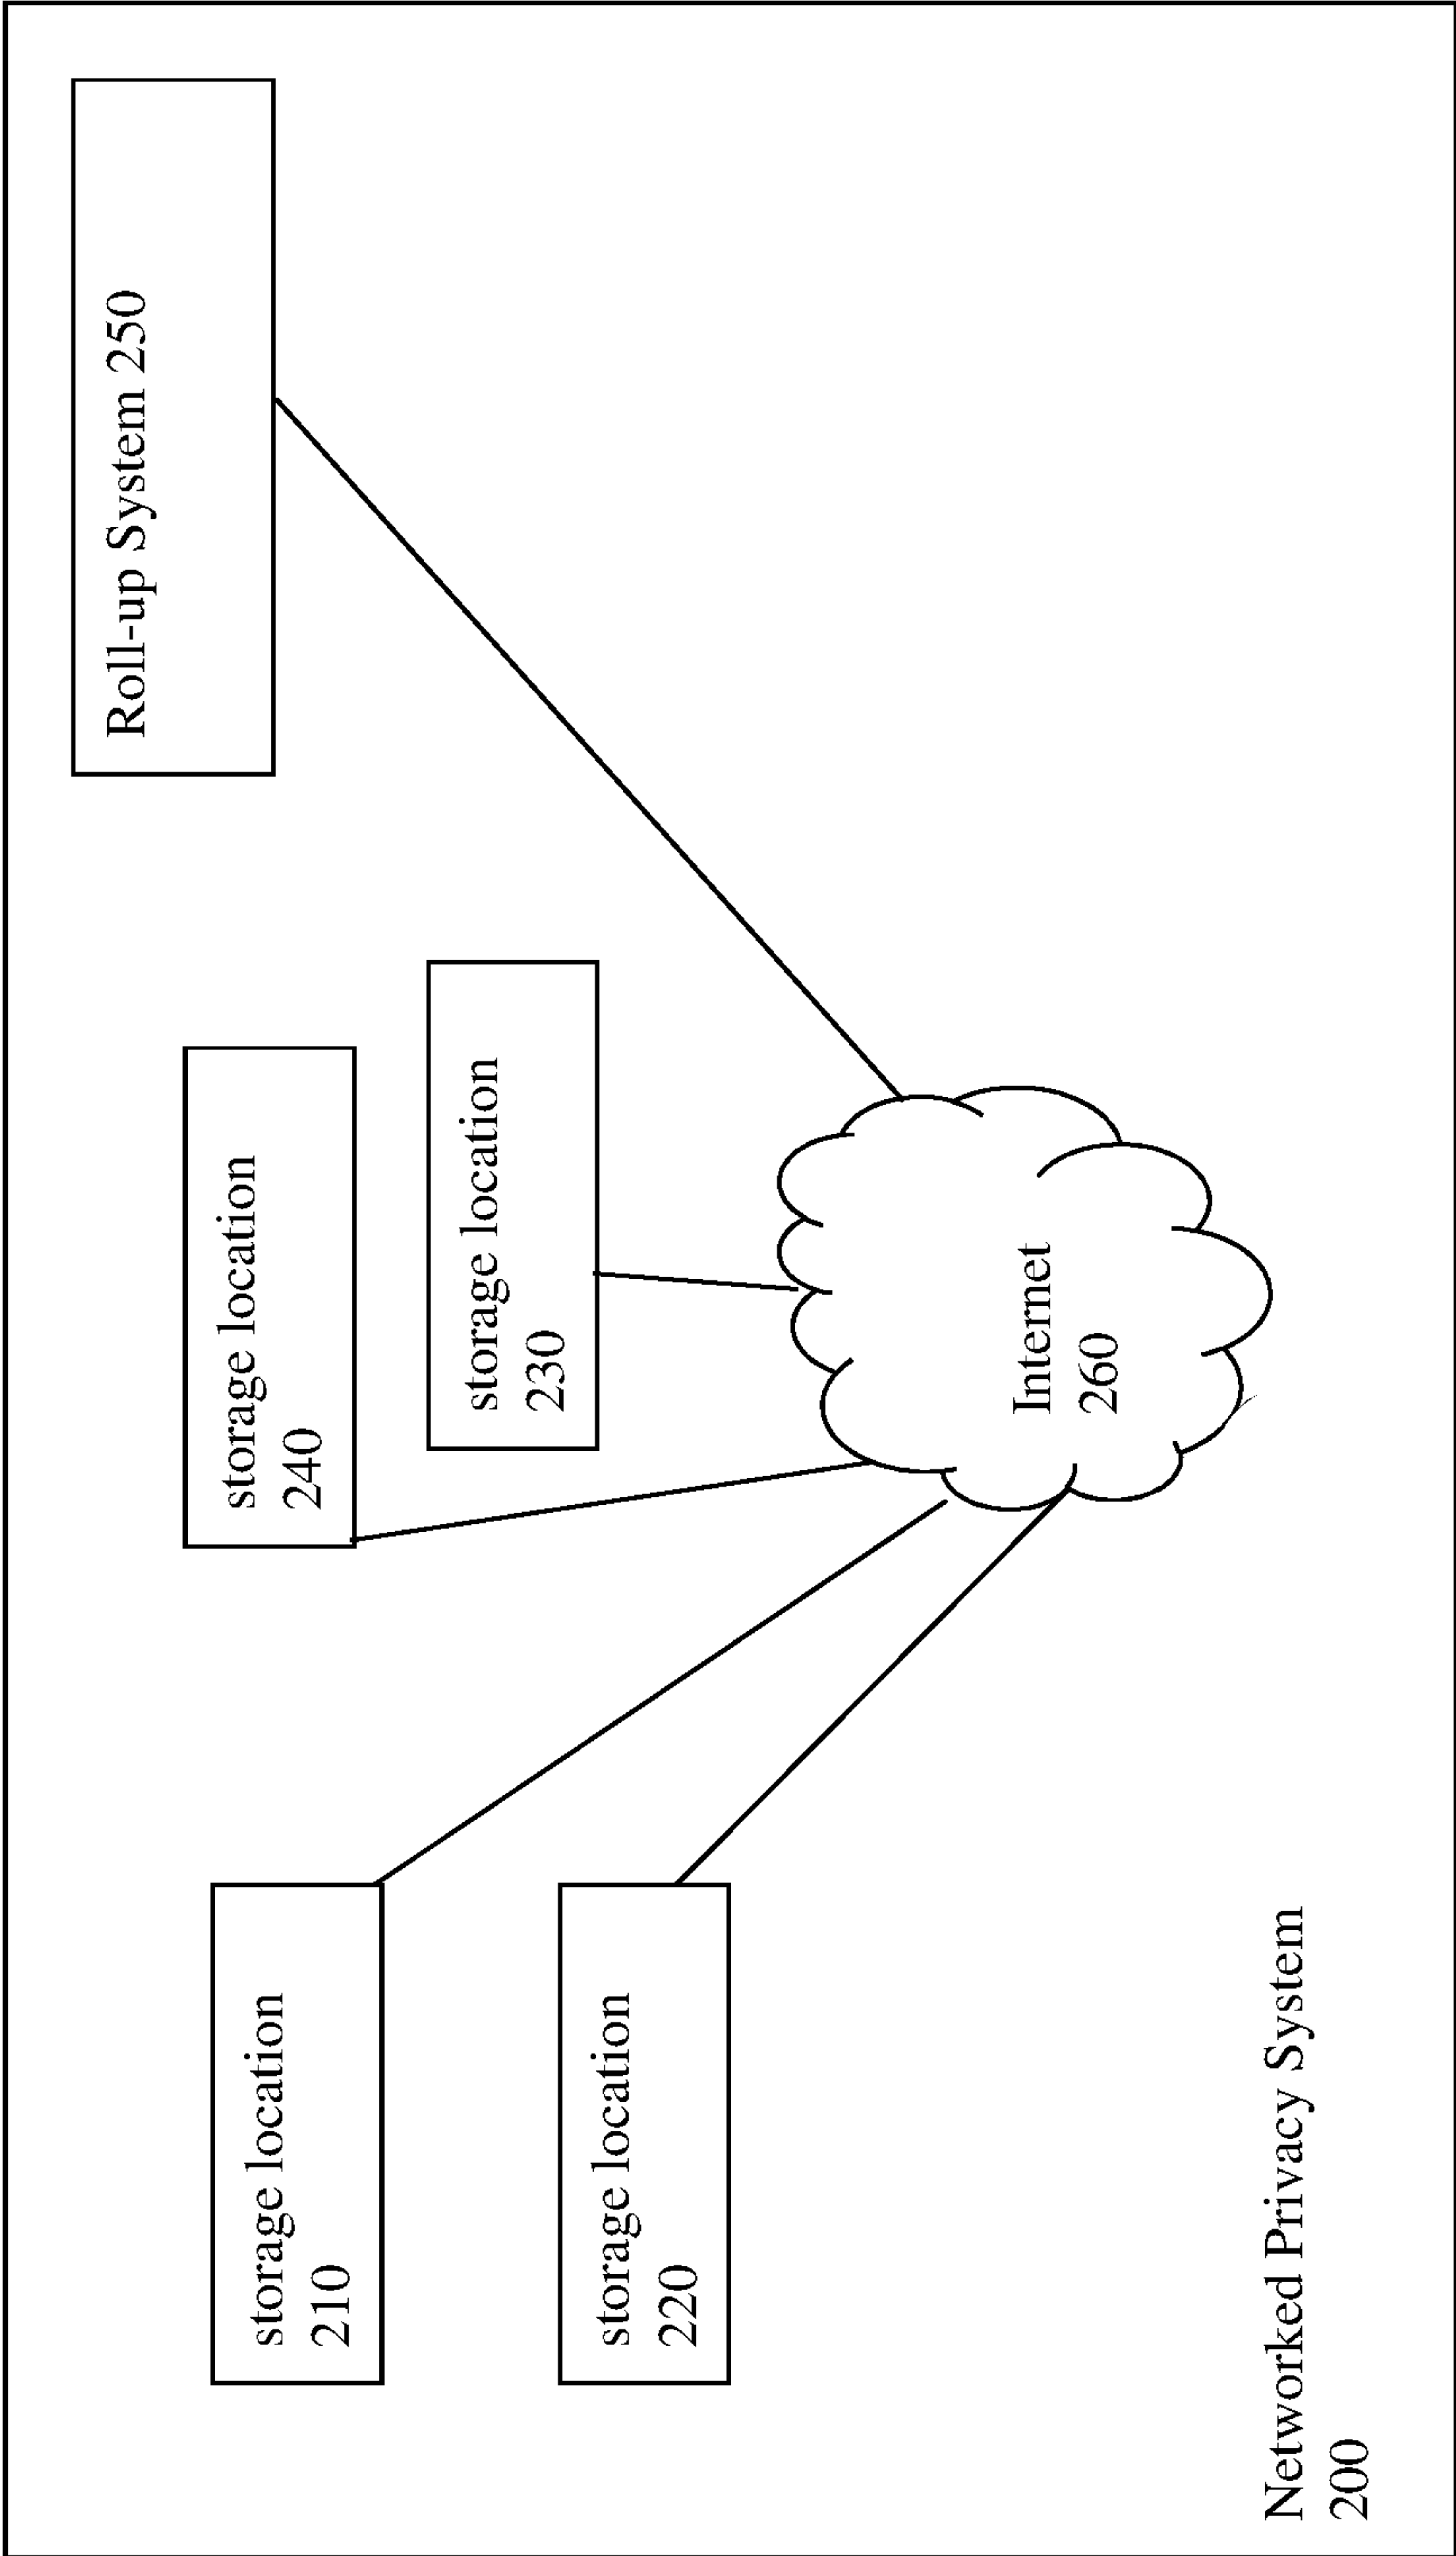 Roll-up System 250
storage location
240
storage location
230
storage location
210
storage location
220
Internet
260
Networked Privacy System
200